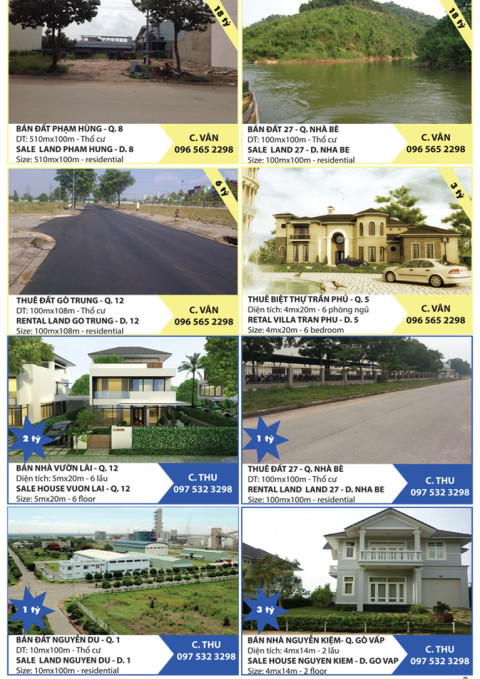 18 tỷ
BÁN ĐẤT PHẠM HÙNG - Q. 8
DT: 510mx100m - Thổ cư
SALE LAND PHAM HUNG - D. 8
Size: 510mx100m - residential
C. VÂN
096 565 2298
18 tỷ
BÁN ĐẤT 27 - Q. NHÀ BÈ
DT: 100mx100m - Thổ cư
SALE LAND 27 - D. NHA BE
Size: 100mx100m - residential
C. VÂN
096 565 2298
6 tỷ
THUÊ ĐẤT GÒ TRUNG - Q. 12
DT: 100mx108m - Thổ cư
RENTAL LAND GO TRUNG - D. 12
Size: 100mx108m - residential
C. VÂN
096 565 2298
3 tỷ
THUÊ BIỆT THỰ TRẦN PHÚ - Q. 5
Diện tích: 4mx20m - 6 phòng ngủ
RETAL VILLA TRAN PHU - D. 5
Size: 4mx20m - 6 bedroom
C. VÂN
096 565 2298
2 tỷ
BÁN NHÀ VƯỜN LÀI - Q. 12
Diện tích: 5mx20m - 6 lầu
SALE HOUSE VUON LAI - Q. 12
Size: 5mx20m - 6 floor
C. THU
097 532 3298
1 tỷ
THUÊ ĐẤT 27 - Q. NHÀ BÈ
DT: 100mx100m - Thổ cư
RENTAL LAND LAND 27 - D. NHA BE
Size: 100mx100m - residential
C. THU
097 532 3298
1 tỷ
BÁN ĐẤT NGUYỄN DU - Q. 1
DT: 10mx100m - Thổ cư
SALE LAND NGUYEN DU - D. 1
Size: 10mx100m - residential
C. THU
097 532 3298
3 tỷ
BÁN NHÀ NGUYỄN KIỆM- Q. GÒ VẤP
Diện tích: 4mx14m - 2 lầu
SALE HOUSE NGUYEN KIEM - D. GO VAP
Size: 4mx14m - 2 floor
C. THU
097 532 3298